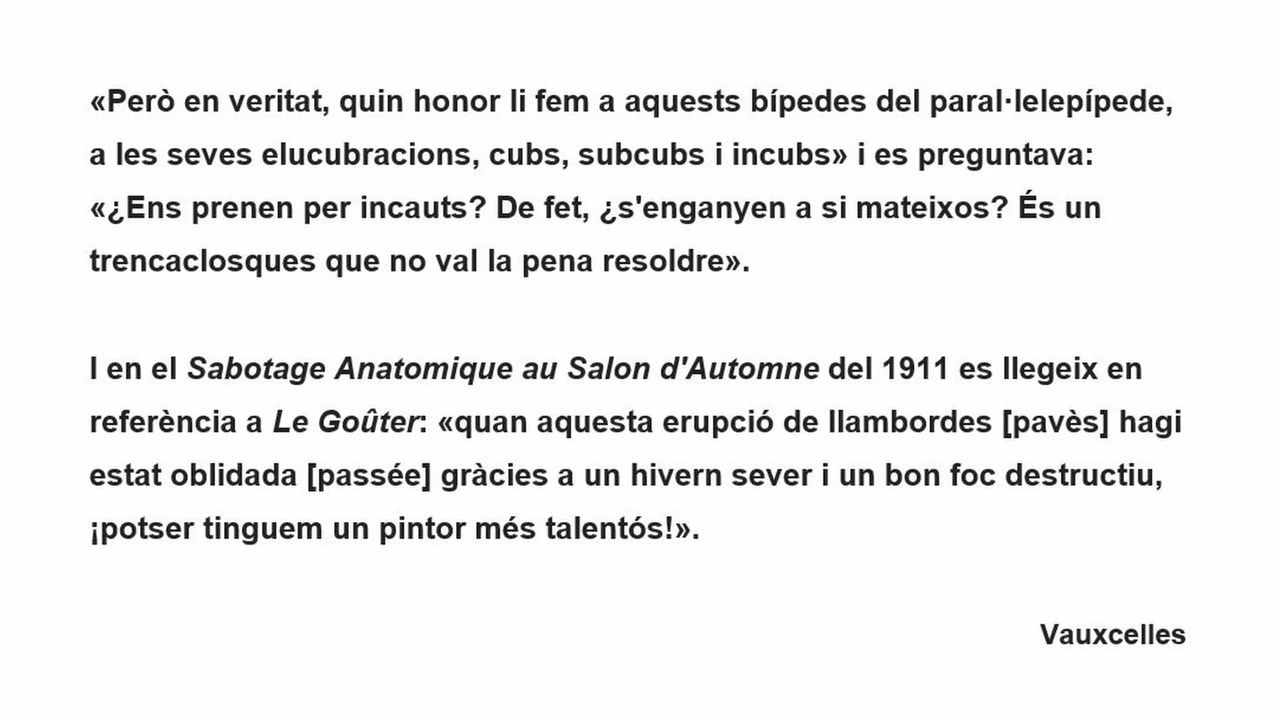 «Però en veritat, quin honor li fem a aquests bípedes del paral·lelepípede,
a les seves elucubracions, cubs, subcubs i incubs» i es preguntava:
«¿Ens prenen per incauts? De fet, ¿s'enganyen a si mateixos? És un
trencaclosques que no val la pena resoldre».
I en el Sabotage Anatomique au Salon d'Automne del 1911 es llegeix en
referència a Le Goûter: «quan aquesta erupció de llambordes [pavès] hagi
estat oblidada [passée] gràcies a un hivern sever i un bon foc destructiu,
¡potser tinguem un pintor més talentós!».
Vauxcelles